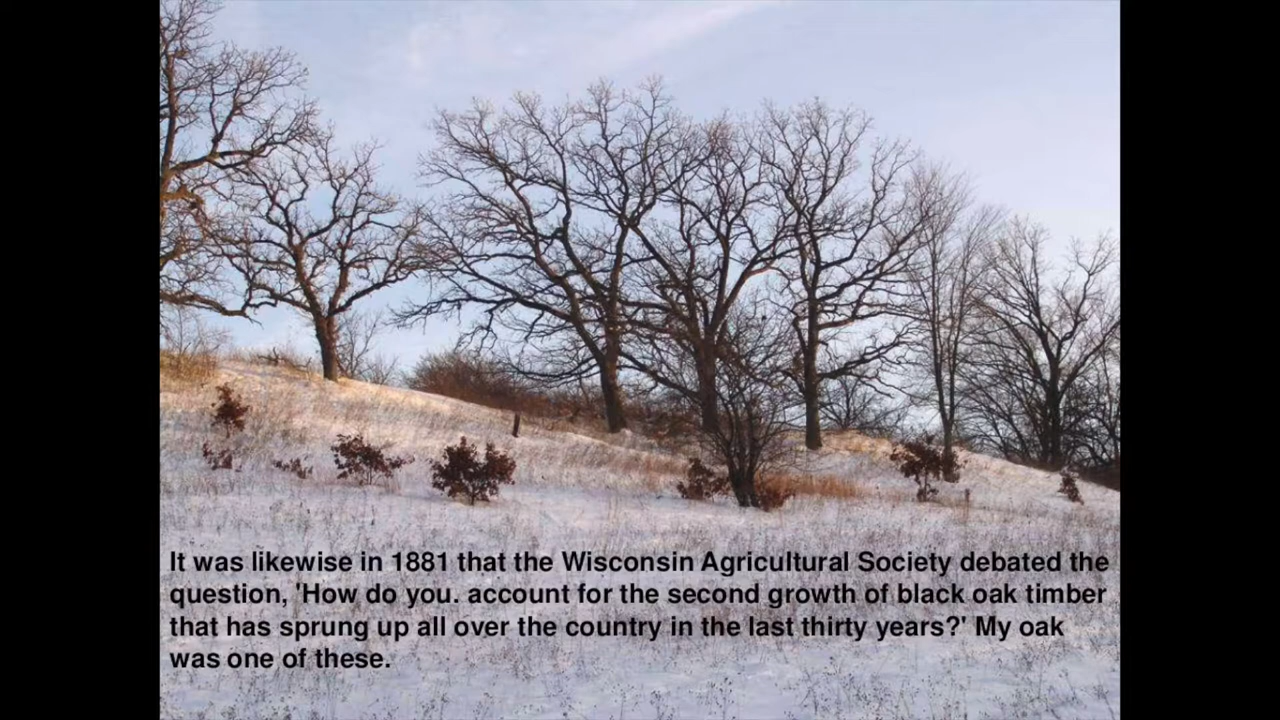 It was likewise in 1881 that the Wisconsin Agricultural Society debated the
question, 'How do you. account for the second growth of black oak timber
that has sprung up all over the country in the last thirty years?' My oak
was one of these.